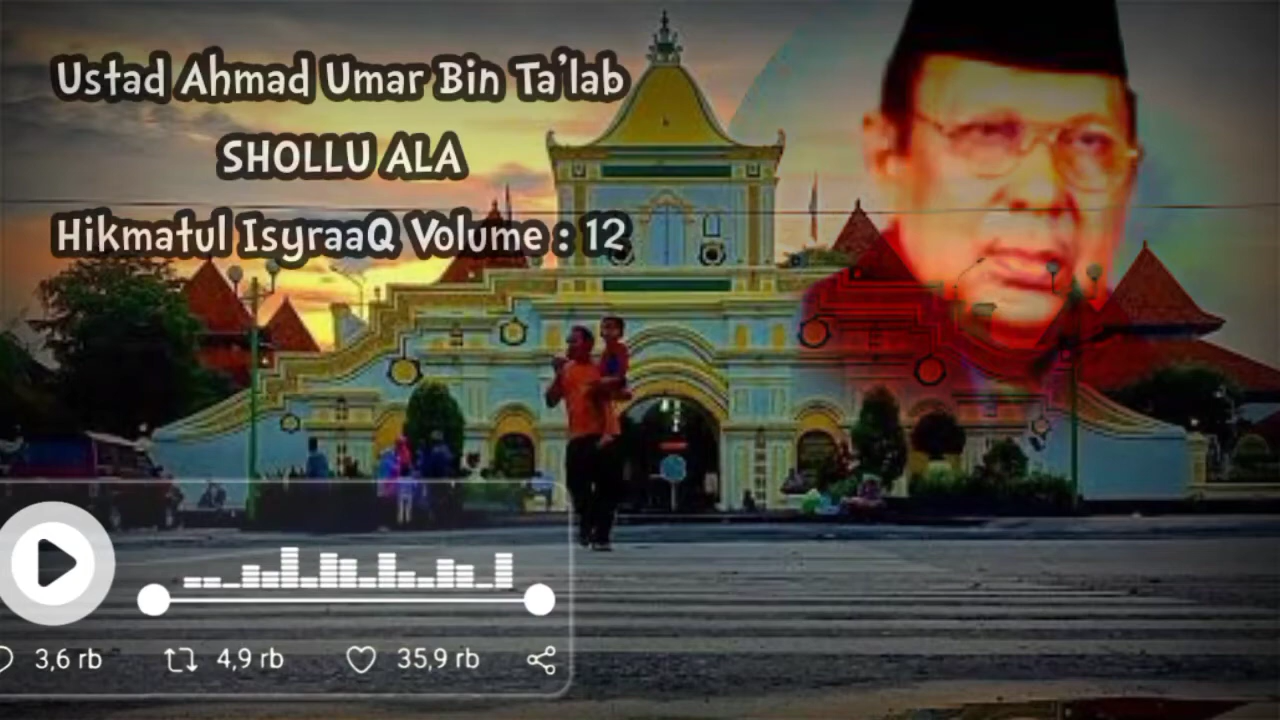 Ustad Ahmad Umar Bin Ta'lab
SHOLLU ALA
Hikmatul IsyraaQ Volume : 12
3,6 rb 4,9 rb 35,9 rb